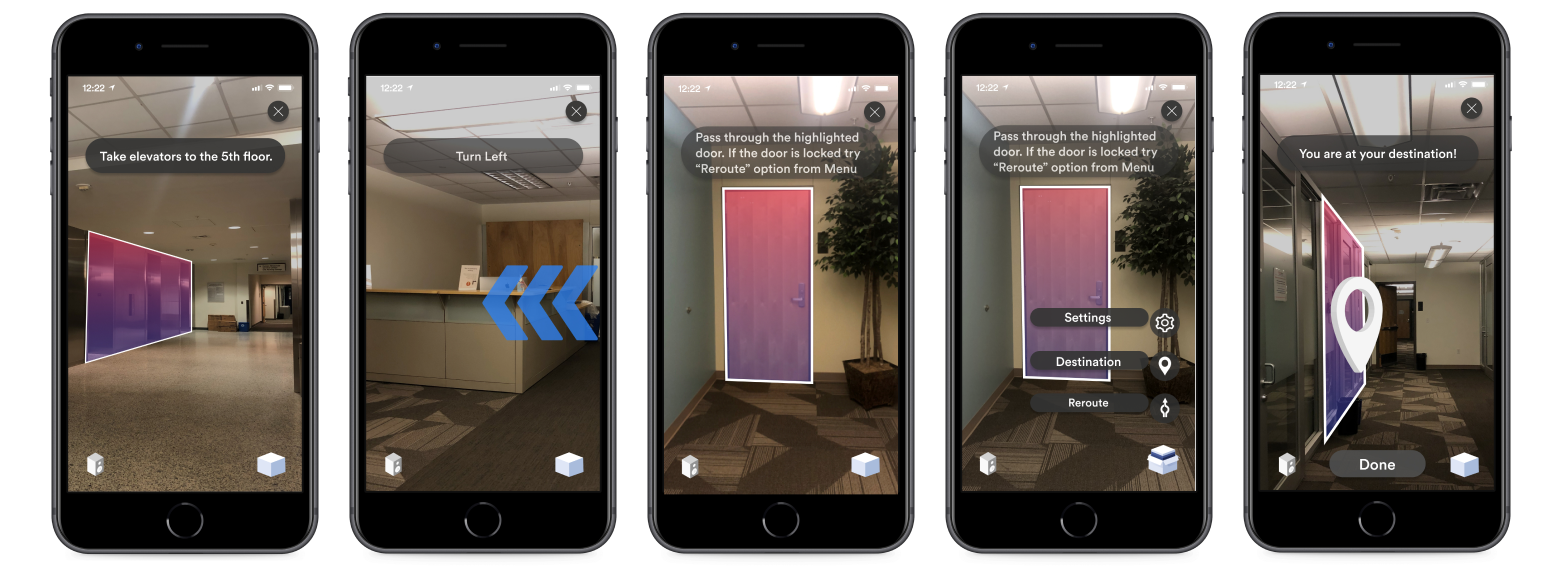 12:22
Take elevators to the 5th floor.
12:22
Turn Left
12:22
Pass through the highlighted
door. If the door is locked try
“Reroute” option from Menu
12:22
Pass through the highlighted
door. If the door is locked try
“Reroute” option from Menu
Settings
Destination
Reroute
12:22
You are at your destination!
Done